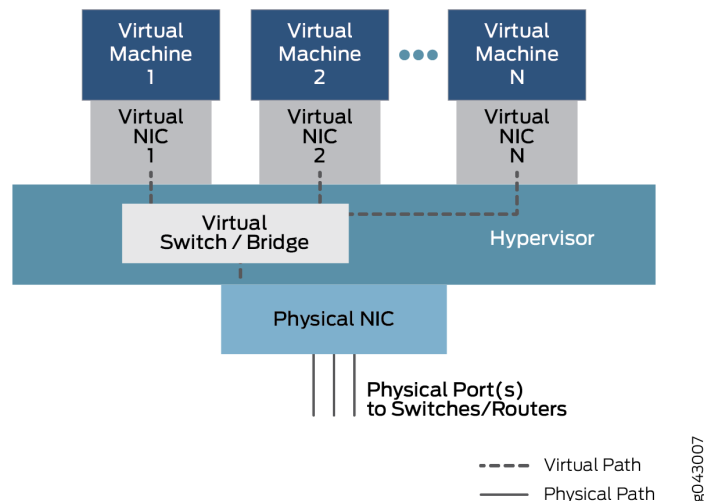 Virtual
Machine
1
Virtual
Machine
2
Virtual
Machine
N
Virtual
NIC
1
Virtual
NIC
2
Virtual
NIC
N
Virtual
Switch / Bridge
Hypervisor
Physical NIC
Physical Port(s)
to Switches/Routers
Virtual Path
Physical Path
g043007